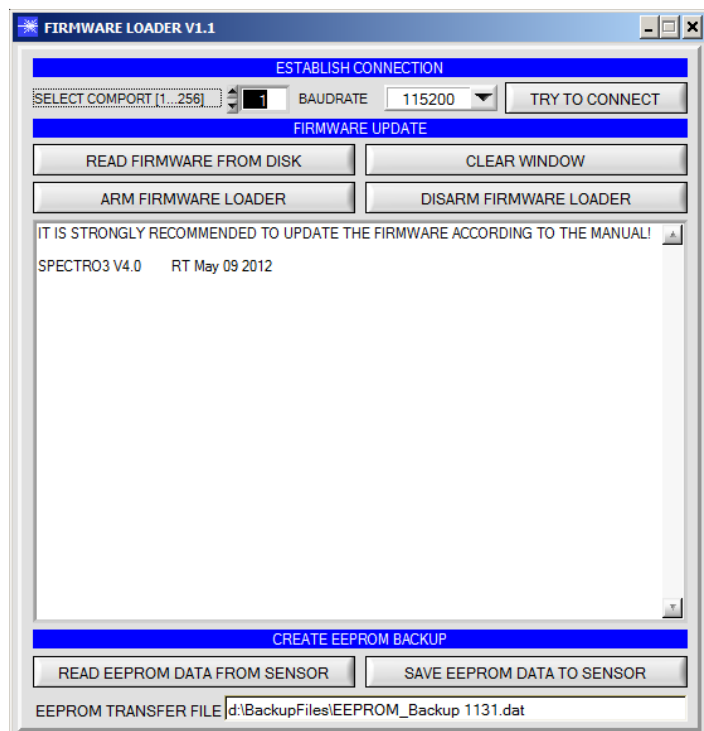 FIRMWARE LOADER V1.1
ESTABLISH CONNECTION
SELECT COMPORT [1...256] 1 BAUDRATE 115200 TRY TO CONNECT
FIRMWARE UPDATE
READ FIRMWARE FROM DISK CLEAR WINDOW
ARM FIRMWARE LOADER DISARM FIRMWARE LOADER
IT IS STRONGLY RECOMMENDED TO UPDATE THE FIRMWARE ACCORDING TO THE MANUAL!
SPECTRO3 V4.0 RT May 09 2012
CREATE EEPROM BACKUP
READ EEPROM DATA FROM SENSOR SAVE EEPROM DATA TO SENSOR
EEPROM TRANSFER FILE d:\BackupFiles\EEPROM_Backup 1131.dat